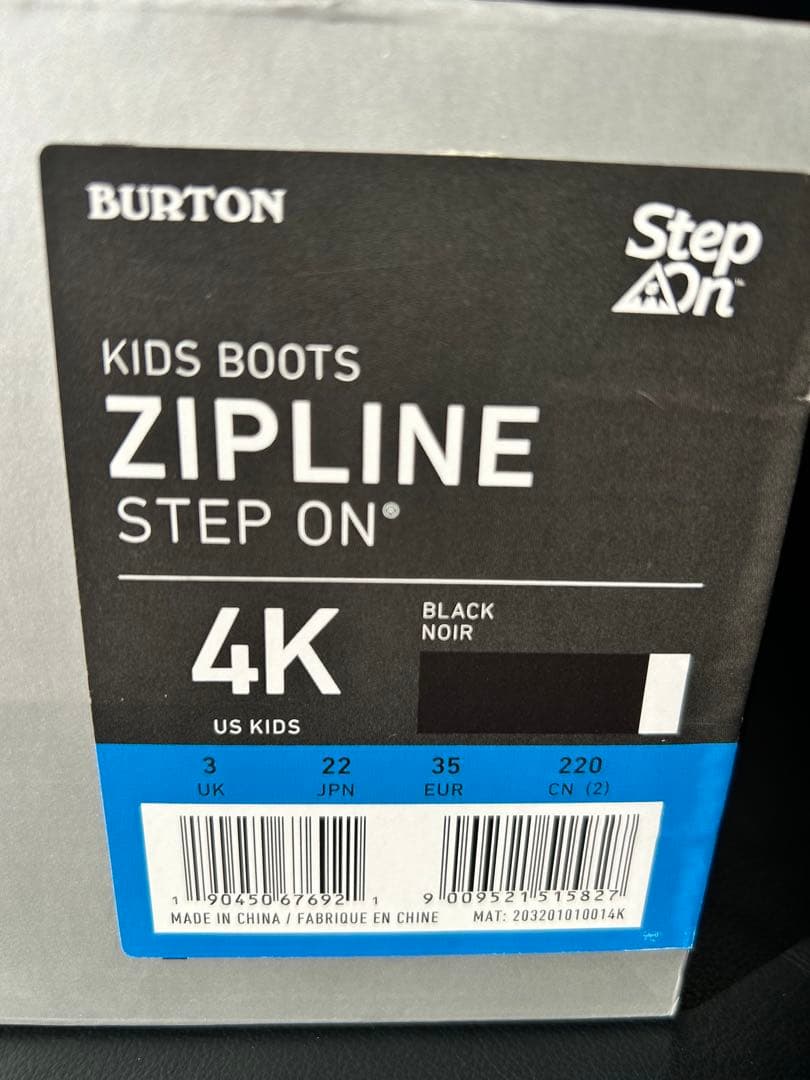 BURTON
Step
On™
KIDS BOOTS
ZIPLINE
STEP ON®
4K
US KIDS
BLACK
NOIR
3 22 35 220
UK JPN EUR CN (2)
1 90450 67692 1 9 009521 515827
MADE IN CHINA / FABRIQUE EN CHINE MAT: 203201010014K